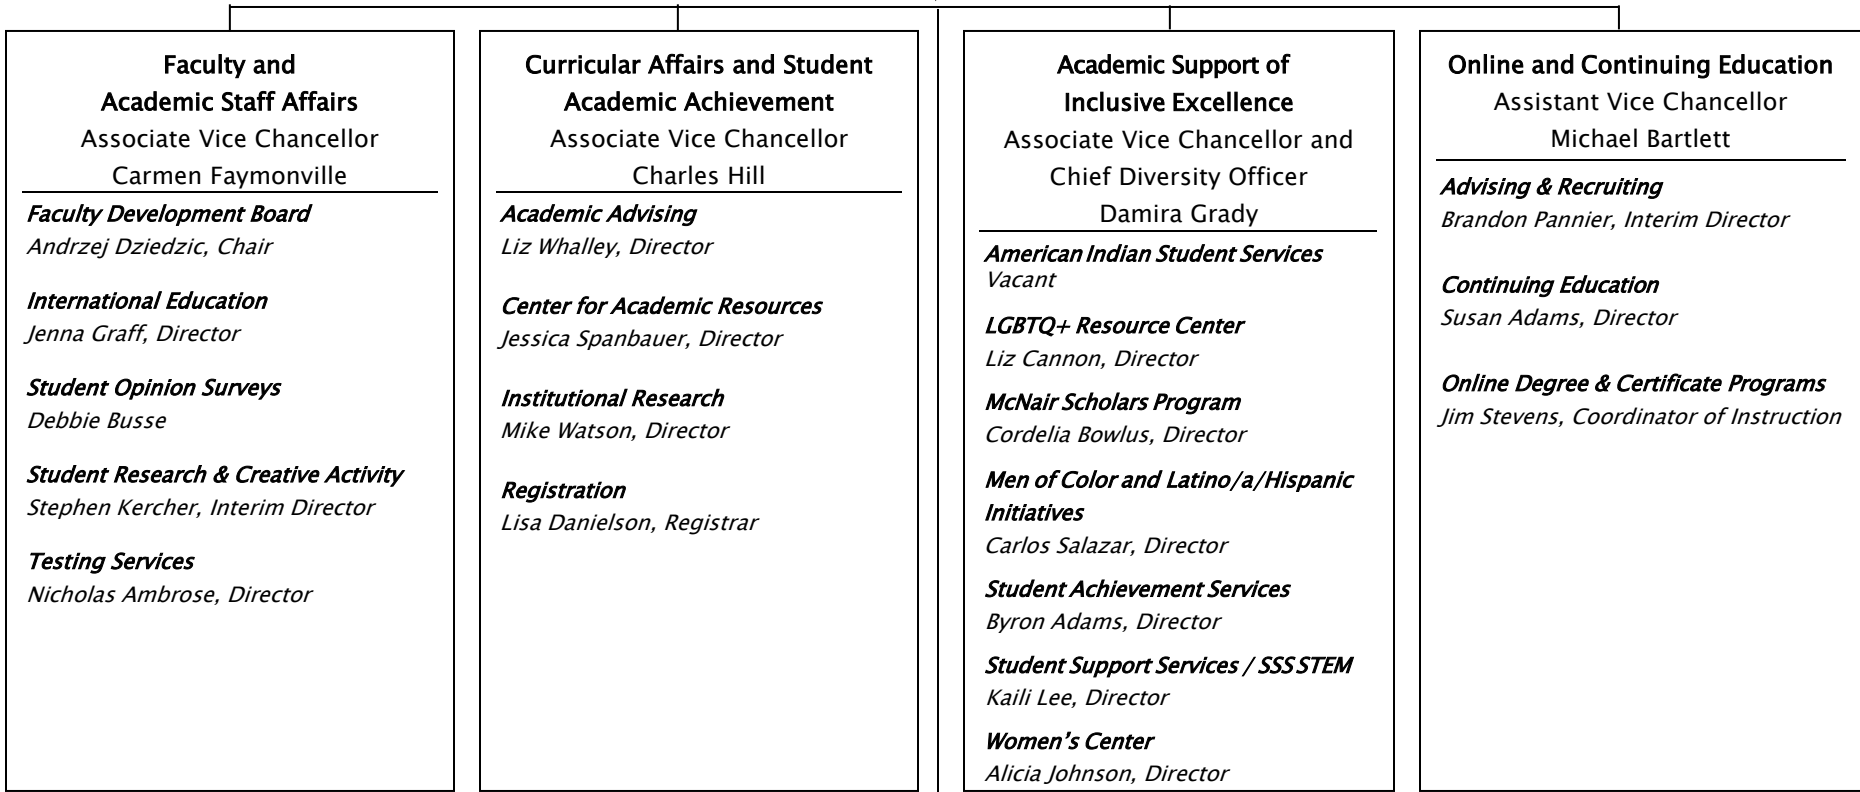 Faculty and
Academic Staff Affairs
Associate Vice Chancellor
Carmen Faymonville
Faculty Development Board
Andrzej Dziedzic, Chair
International Education
Jenna Graff, Director
Student Opinion Surveys
Debbie Busse
Student Research & Creative Activity
Stephen Kercher, Interim Director
Testing Services
Nicholas Ambrose, Director
Curricular Affairs and Student
Academic Achievement
Associate Vice Chancellor
Charles Hill
Academic Advising
Liz Whalley, Director
Center for Academic Resources
Jessica Spanbauer, Director
Institutional Research
Mike Watson, Director
Registration
Lisa Danielson, Registrar
Academic Support of
Inclusive Excellence
Associate Vice Chancellor and
Chief Diversity Officer
Damira Grady
American Indian Student Services
Vacant
LGBTQ+ Resource Center
Liz Cannon, Director
McNair Scholars Program
Cordelia Bowlus, Director
Men of Color and Latino/a/Hispanic
Initiatives
Carlos Salazar, Director
Student Achievement Services
Byron Adams, Director
Student Support Services / SSS STEM
Kaili Lee, Director
Women’s Center
Alicia Johnson, Director
Online and Continuing Education
Assistant Vice Chancellor
Michael Bartlett
Advising & Recruiting
Brandon Pannier, Interim Director
Continuing Education
Susan Adams, Director
Online Degree & Certificate Programs
Jim Stevens, Coordinator of Instruction